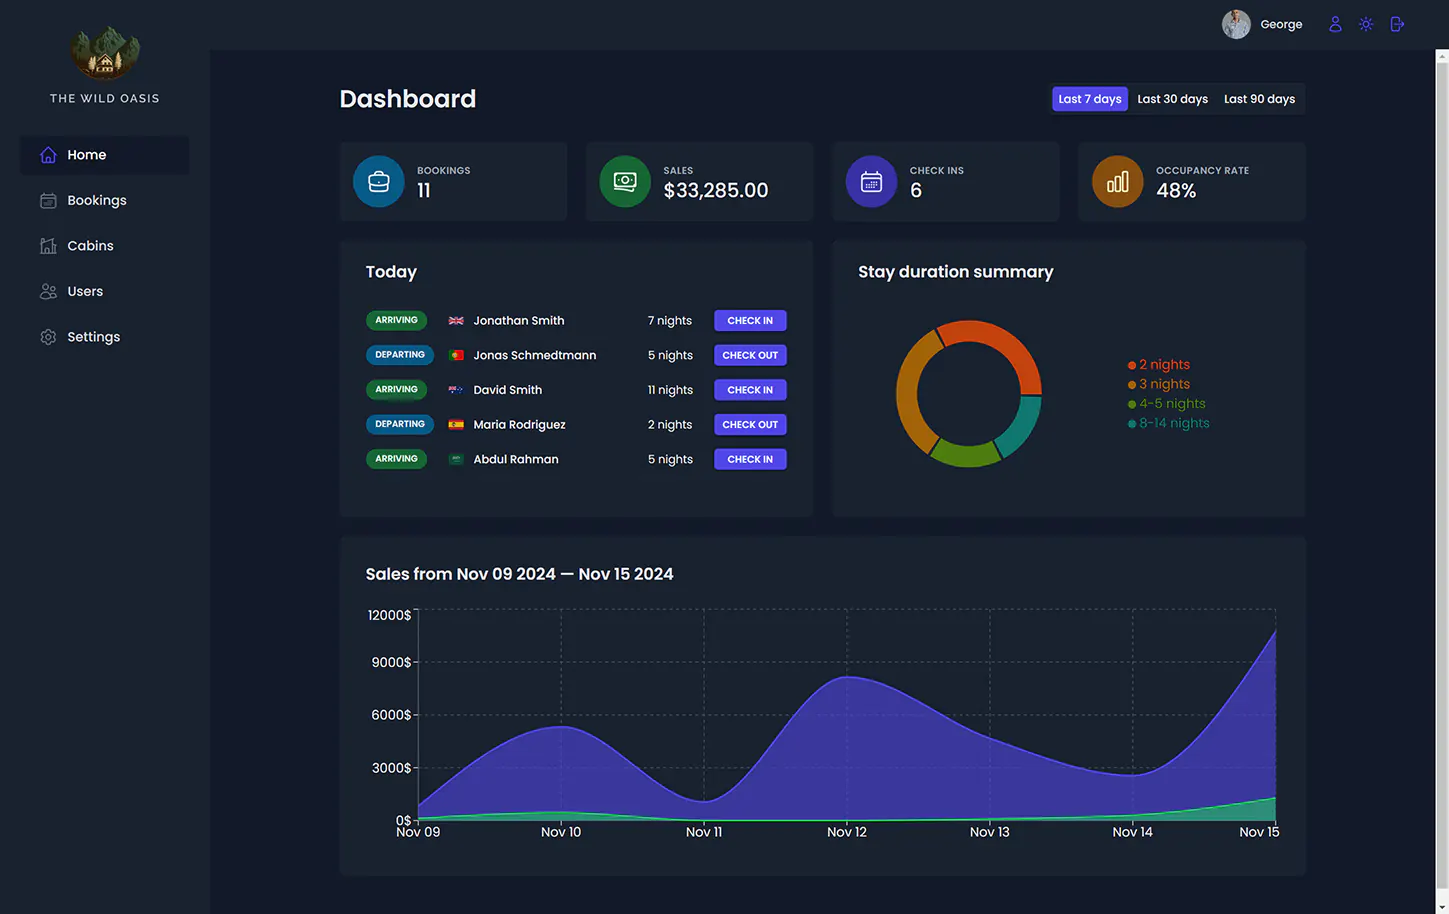 George
THE WILD OASIS
Home
Bookings
Cabins
Users
Settings
Dashboard
Last 7 days Last 30 days Last 90 days
BOOKINGS
11
SALES
$33,285.00
CHECK INS
6
OCCUPANCY RATE
48%
Today
ARRIVING Jonathan Smith 7 nights CHECK IN
DEPARTING Jonas Schmedtmann 5 nights CHECK OUT
ARRIVING David Smith 11 nights CHECK IN
DEPARTING Maria Rodriguez 2 nights CHECK OUT
ARRIVING Abdul Rahman 5 nights CHECK IN
Stay duration summary
2 nights
3 nights
4-5 nights
8-14 nights
Sales from Nov 09 2024 — Nov 15 2024
12000$
9000$
6000$
3000$
0$
Nov 09 Nov 10 Nov 11 Nov 12 Nov 13 Nov 14 Nov 15